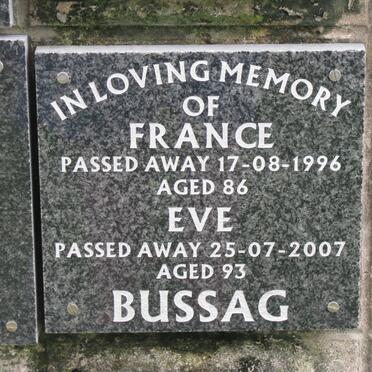 IN LOVING MEMORY
OF
FRANCE
PASSED AWAY 17-08-1996
AGED 86
EVE
PASSED AWAY 25-07-2007
AGED 93
BUSSAG